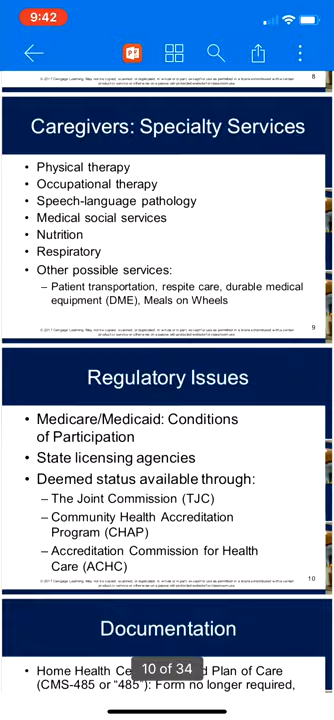 9:42
8
Caregivers: Specialty Services
• Physical therapy
• Occupational therapy
• Speech-language pathology
• Medical social services
• Nutrition
• Respiratory
• Other possible services:
– Patient transportation, respite care, durable medical
equipment (DME), Meals on Wheels
9
Regulatory Issues
• Medicare/Medicaid: Conditions
of Participation
• State licensing agencies
• Deemed status available through:
– The Joint Commission (TJC)
– Community Health Accreditation
Program (CHAP)
– Accreditation Commission for Health
Care (ACHC)
10
Documentation
• Home Health Ce
10 of 34
d Plan of Care
(CMS-485 or “485”): Form no longer required,